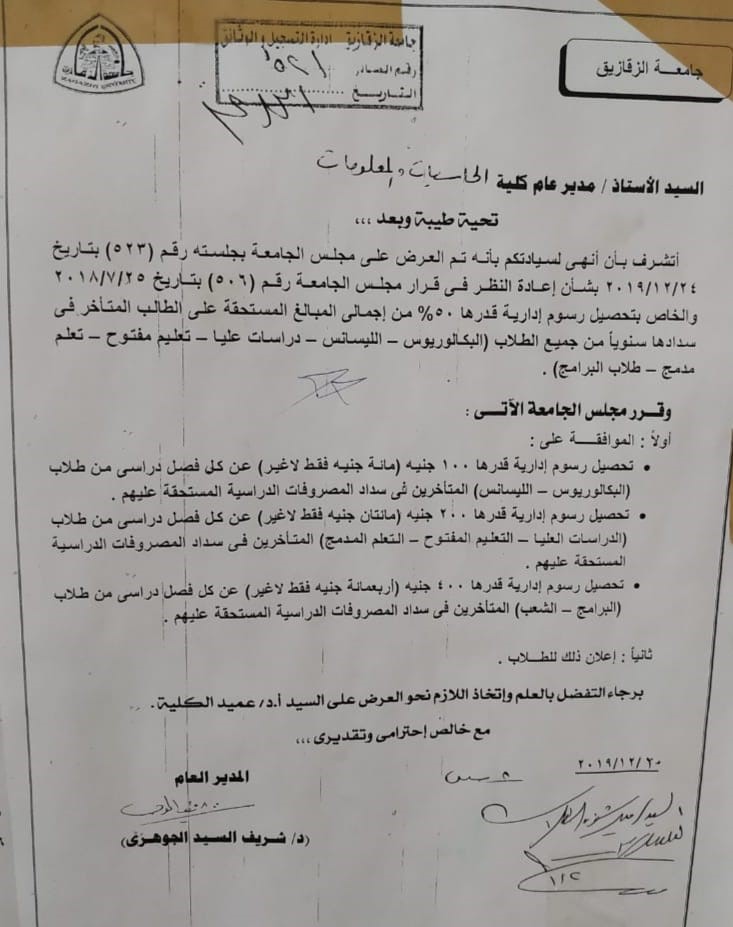 جامعة الزقازيق
جامعة الزقازيق إدارة التسجيل والوثائق
رقم الصادر
التاريخ
ZAGAZIG UNIVERSITY
السيد الأستاذ / مدير عام كلية الحاسبات والمعلومات
تحية طيبة وبعد ،،،
أتشرف بأن أنهى لسيادتكم بأنه تم العرض على مجلس الجامعة بجلسته رقم (٥٢٣) بتاريخ
٢٠١٩/١٢/٢٤ بشأن إعادة النظر فى قرار مجلس الجامعة رقم (٥٠٦) بتاريخ ٢٠١٨/٧/٢٥
والخاص بتحصيل رسوم إدارية قدرها ٥٠% من إجمالى المبالغ المستحقة على الطالب المتأخر فى
سدادها سنوياً من جميع الطلاب (البكالوريوس – الليسانس – دراسات عليا – تعليم مفتوح – تعلم
مدمج – طلاب البرامج) .
وقرر مجلس الجامعة الآتى :
أولاً : الموافقة على :
• تحصيل رسوم إدارية قدرها ١٠٠ جنيه (مائة جنيه فقط لاغير) عن كل فصل دراسى من طلاب
(البكالوريوس – الليسانس) المتأخرين فى سداد المصروفات الدراسية المستحقة عليهم .
• تحصيل رسوم إدارية قدرها ٢٠٠ جنيه (مائتان جنيه فقط لاغير) عن كل فصل دراسى من طلاب
(الدراسات العليا – التعليم المفتوح – التعلم المدمج) المتأخرين فى سداد المصروفات الدراسية
المستحقة عليهم .
• تحصيل رسوم إدارية قدرها ٤٠٠ جنيه (أربعمائة جنيه فقط لاغير) عن كل فصل دراسى من طلاب
(البرامج – الشعب) المتأخرين فى سداد المصروفات الدراسية المستحقة عليهم .
ثانياً : إعلان ذلك للطلاب .
برجاء التفضل بالعلم وإتخاذ اللازم نحو العرض على السيد أ.د/ عميد الكلية .
مع خالص إحترامى وتقديرى ،،،
٢٠١٩/١٢/٣٠
المدير العام
(د/ شريف السيد الجوهرى)